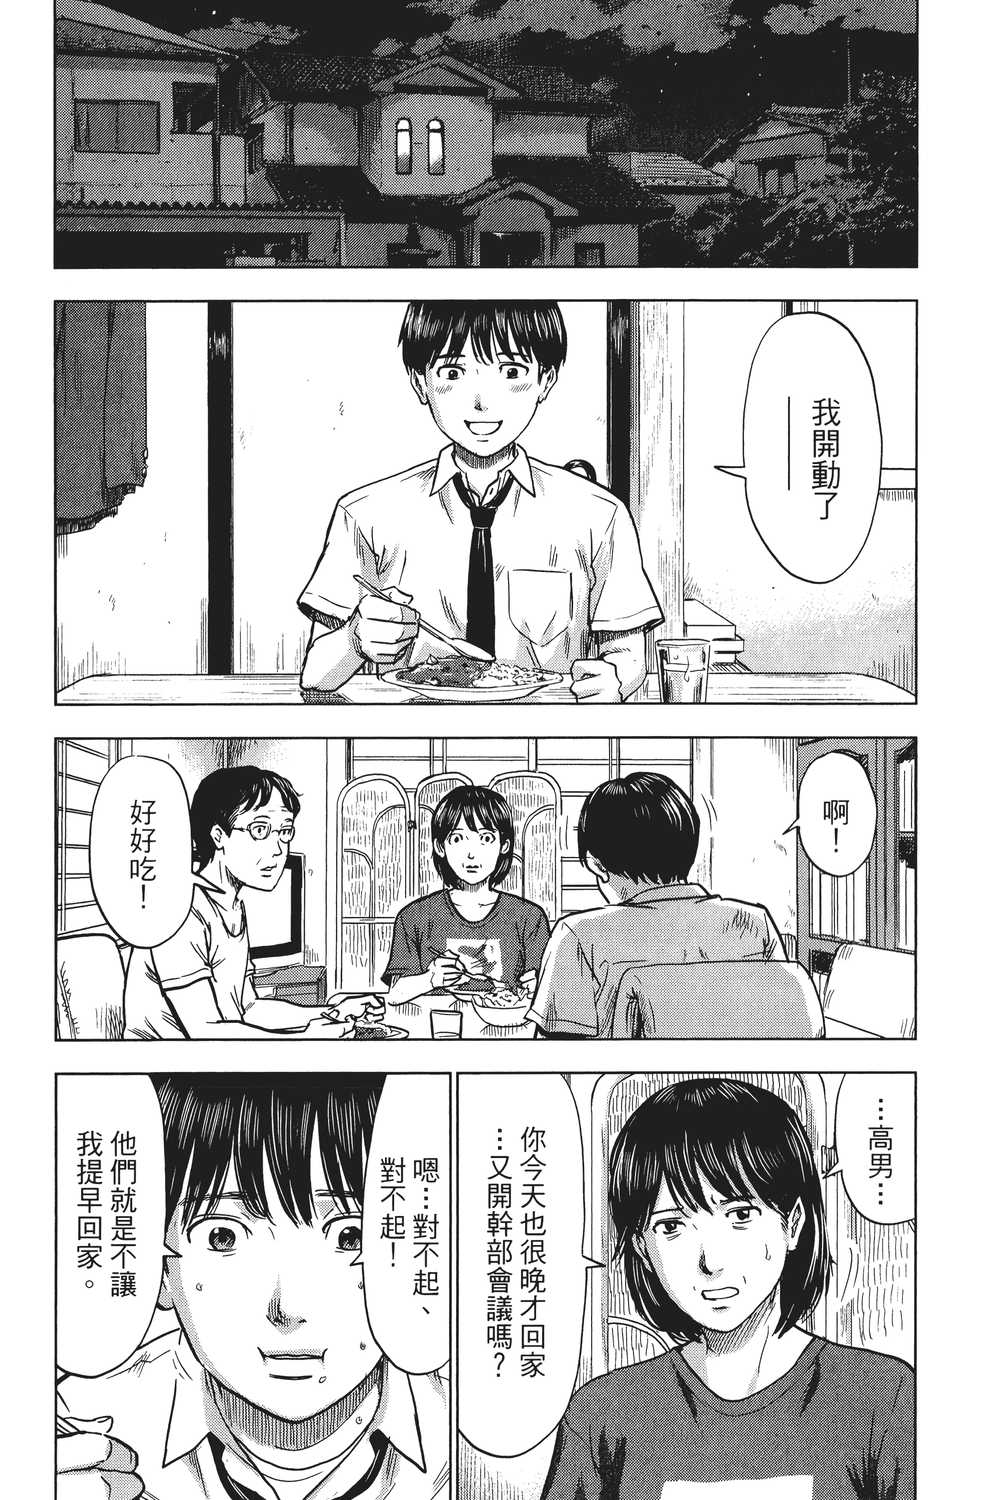 我開動了
——
啊！
好好吃！
…高男…
你今天也很晚才回家
…又開幹部會議嗎？
嗯…對不起、
對不起！
他們就是不讓
我提早回家。